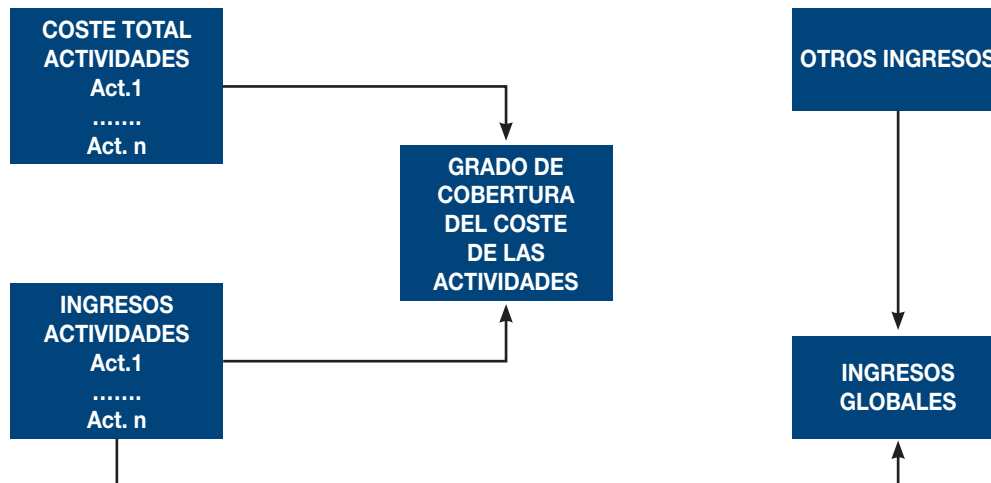 COSTE TOTAL
ACTIVIDADES
Act.1
.......
Act. n
OTROS INGRESOS
GRADO DE
COBERTURA
DEL COSTE
DE LAS
ACTIVIDADES
INGRESOS
ACTIVIDADES
Act.1
.......
Act. n
INGRESOS
GLOBALES